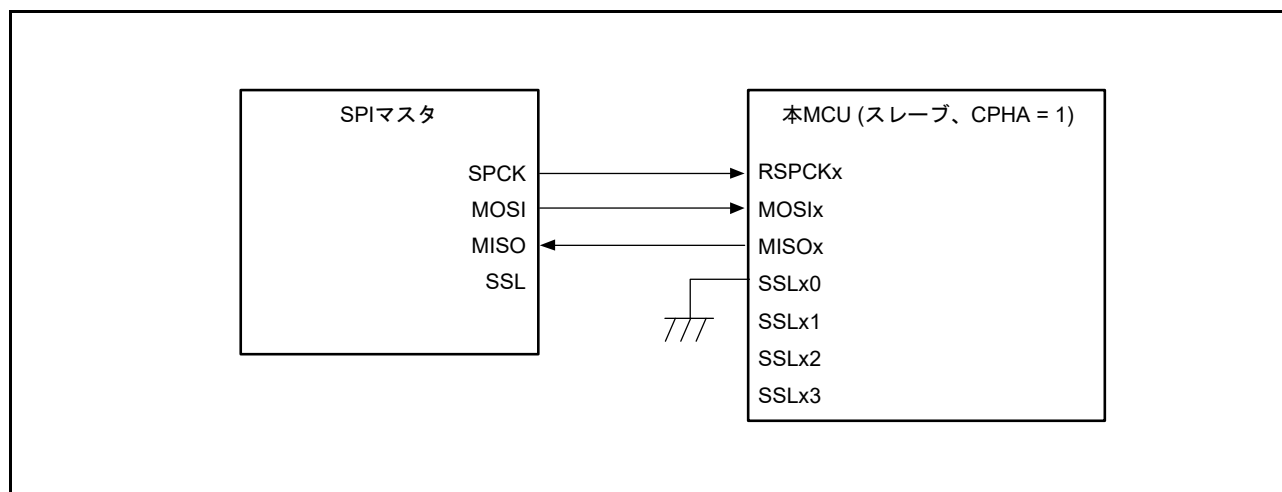 SPIマスタ
SPCK
MOSI
MISO
SSL
本MCU (スレーブ、CPHA = 1)
RSPCKx
MOSIx
MISOx
SSLx0
SSLx1
SSLx2
SSLx3